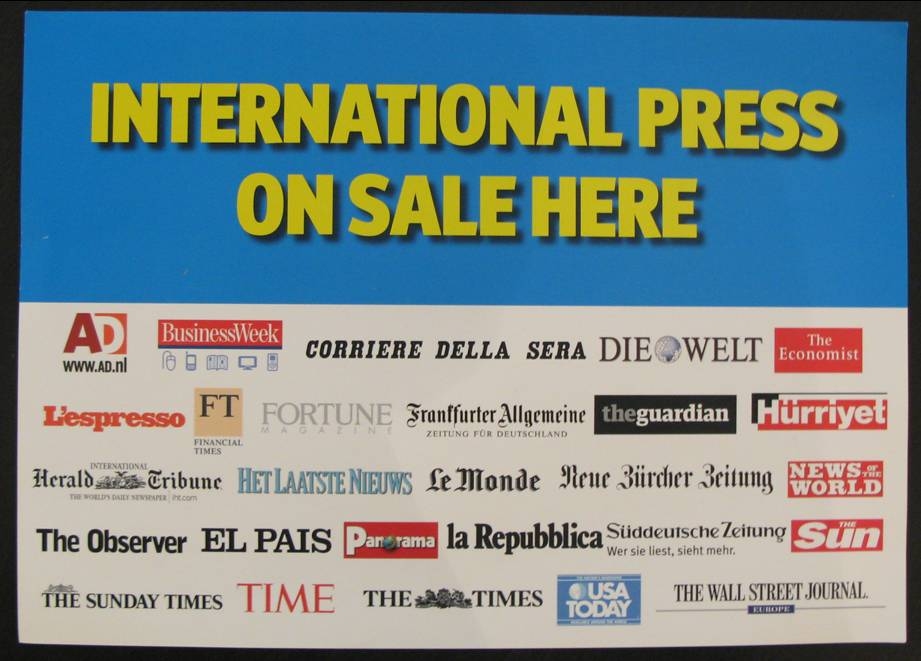 INTERNATIONAL PRESS
ON SALE HERE
AD
www.AD.nl
BusinessWeek
CORRIERE DELLA SERA
DIE WELT
The
Economist
L'espresso
FT
FINANCIAL
TIMES
FORTUNE
MAGAZINE
Frankfurter Allgemeine
ZEITUNG FÜR DEUTSCHLAND
theguardian
Hürriyet
INTERNATIONAL
Herald Tribune
THE WORLD'S DAILY NEWSPAPER | iht.com
HET LAATSTE NIEUWS
Le Monde
Neue Zürcher Zeitung
NEWS OF THE
WORLD
The Observer
EL PAIS
Panorama
la Repubblica
Süddeutsche Zeitung
Wer sie liest, sieht mehr.
THE
Sun
THE SUNDAY TIMES
TIME
THE TIMES
USA
TODAY
THE WALL STREET JOURNAL.
EUROPE